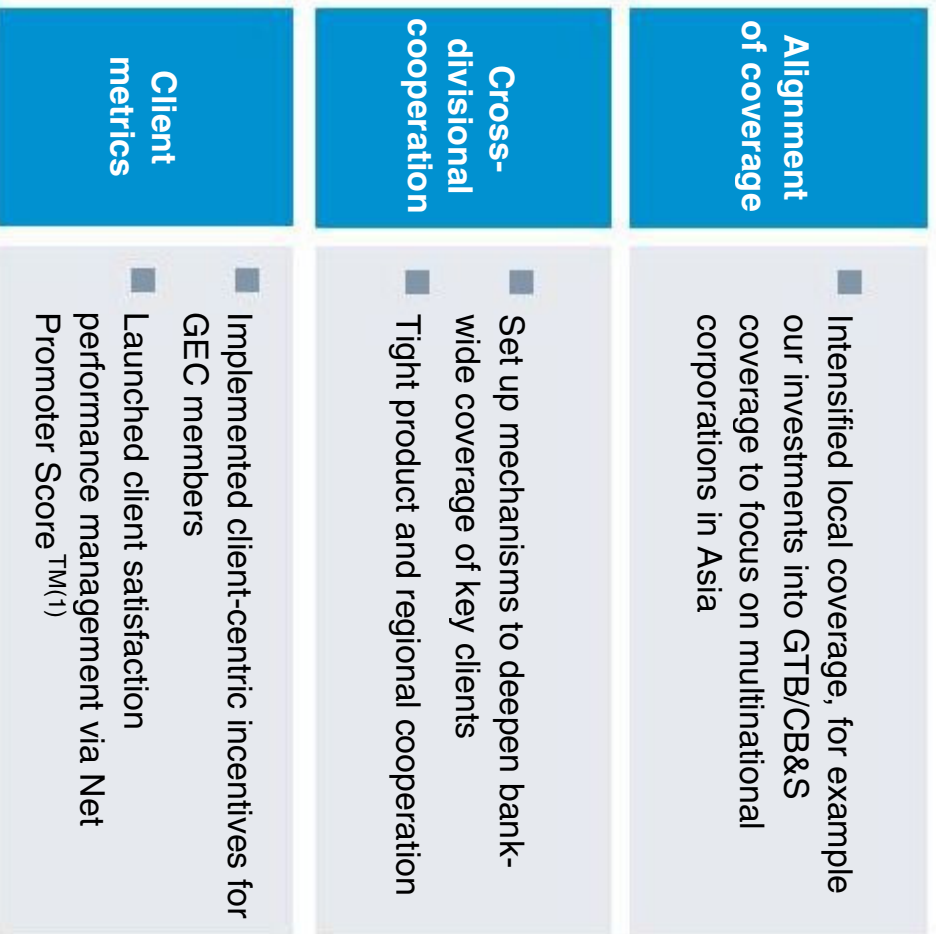 Alignment
of coverage
Intensified local coverage, for example
our investments into GTB/CB&S
coverage to focus on multinational
corporations in Asia
Cross-
divisional
cooperation
Set up mechanisms to deepen bank-
wide coverage of key clients
Tight product and regional cooperation
Client
metrics
Implemented client-centric incentives for
GEC members
Launched client satisfaction
performance management via Net
Promoter Score™(1)